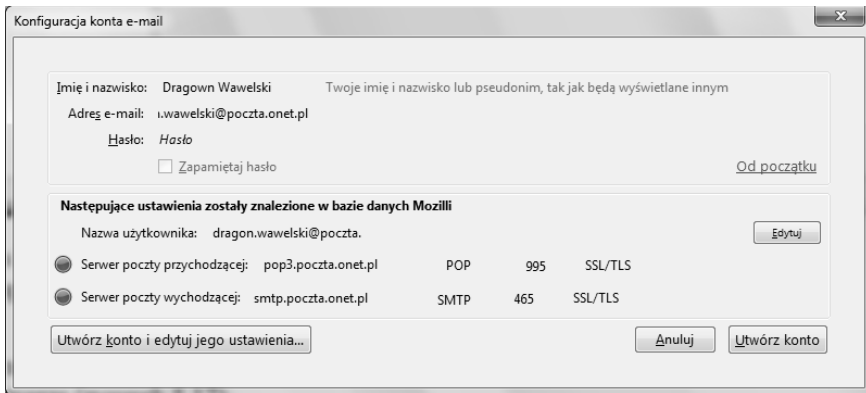 Konfiguracja konta e-mail
Imię i nazwisko: Dragown Wawelski Twoje imię i nazwisko lub pseudonim, tak jak będą wyświetlane innym
Adres e-mail: .wawelski@poczta.onet.pl
Hasło: Hasło
Zapamiętaj hasło Od początku
Następujące ustawienia zostały znalezione w bazie danych Mozilli
Nazwa użytkownika: dragon.wawelski@poczta. Edytuj
Serwer poczty przychodzącej: pop3.poczta.onet.pl POP 995 SSL/TLS
Serwer poczty wychodzącej: smtp.poczta.onet.pl SMTP 465 SSL/TLS
Utwórz konto i edytuj jego ustawienia... Anuluj Utwórz konto